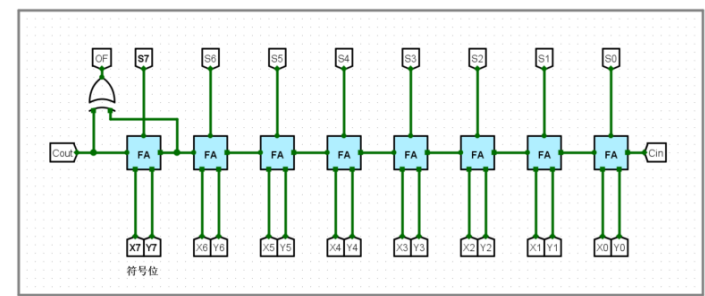 OF S7 S6 S5 S4 S3 S2 S1 S0
Cout FA FA FA FA FA FA FA FA Cin
X7 Y7 X6 Y6 X5 Y5 X4 Y4 X3 Y3 X2 Y2 X1 Y1 X0 Y0
符号位